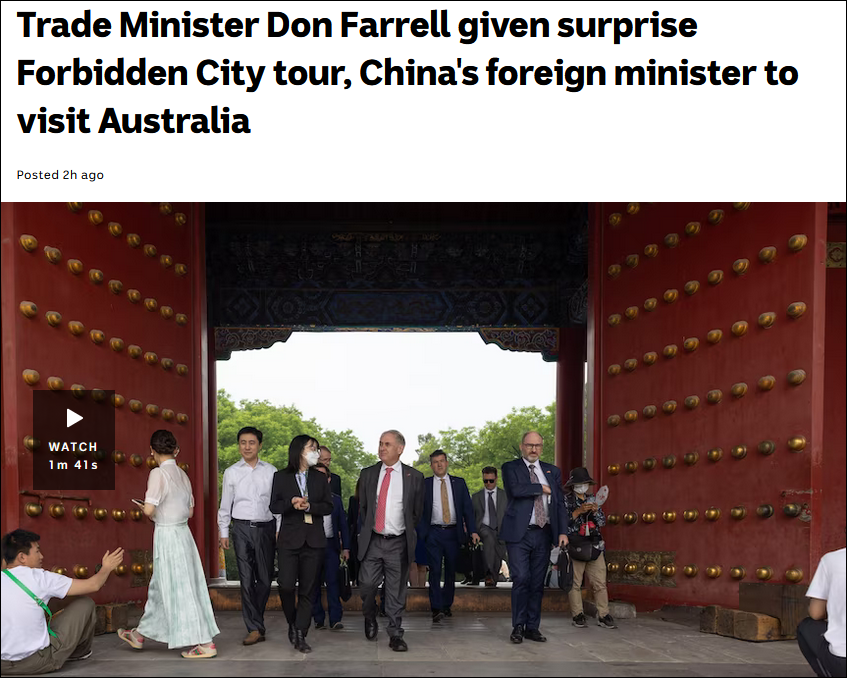 Trade Minister Don Farrell given surprise
Forbidden City tour, China's foreign minister to
visit Australia
Posted 2h ago
WATCH
1m 41s